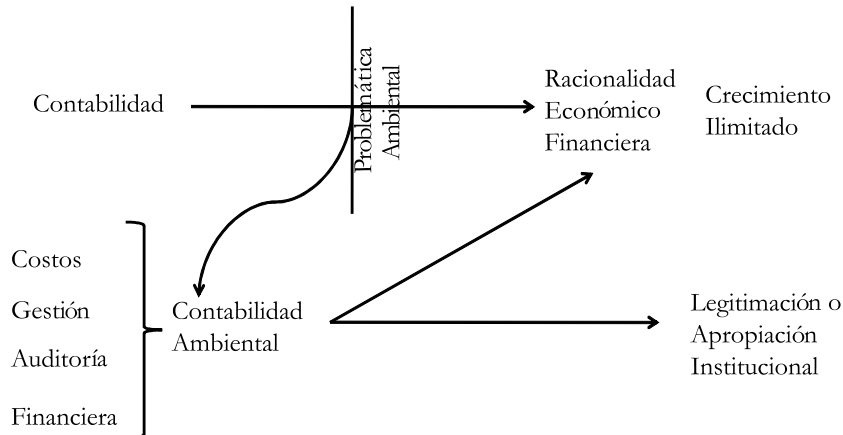 Contabilidad
Problemática
Ambiental
Racionalidad
Económico
Financiera
Crecimiento
Ilimitado
Costos
Gestión
Auditoría
Financiera
Contabilidad
Ambiental
Legitimación o
Apropiación
Institucional